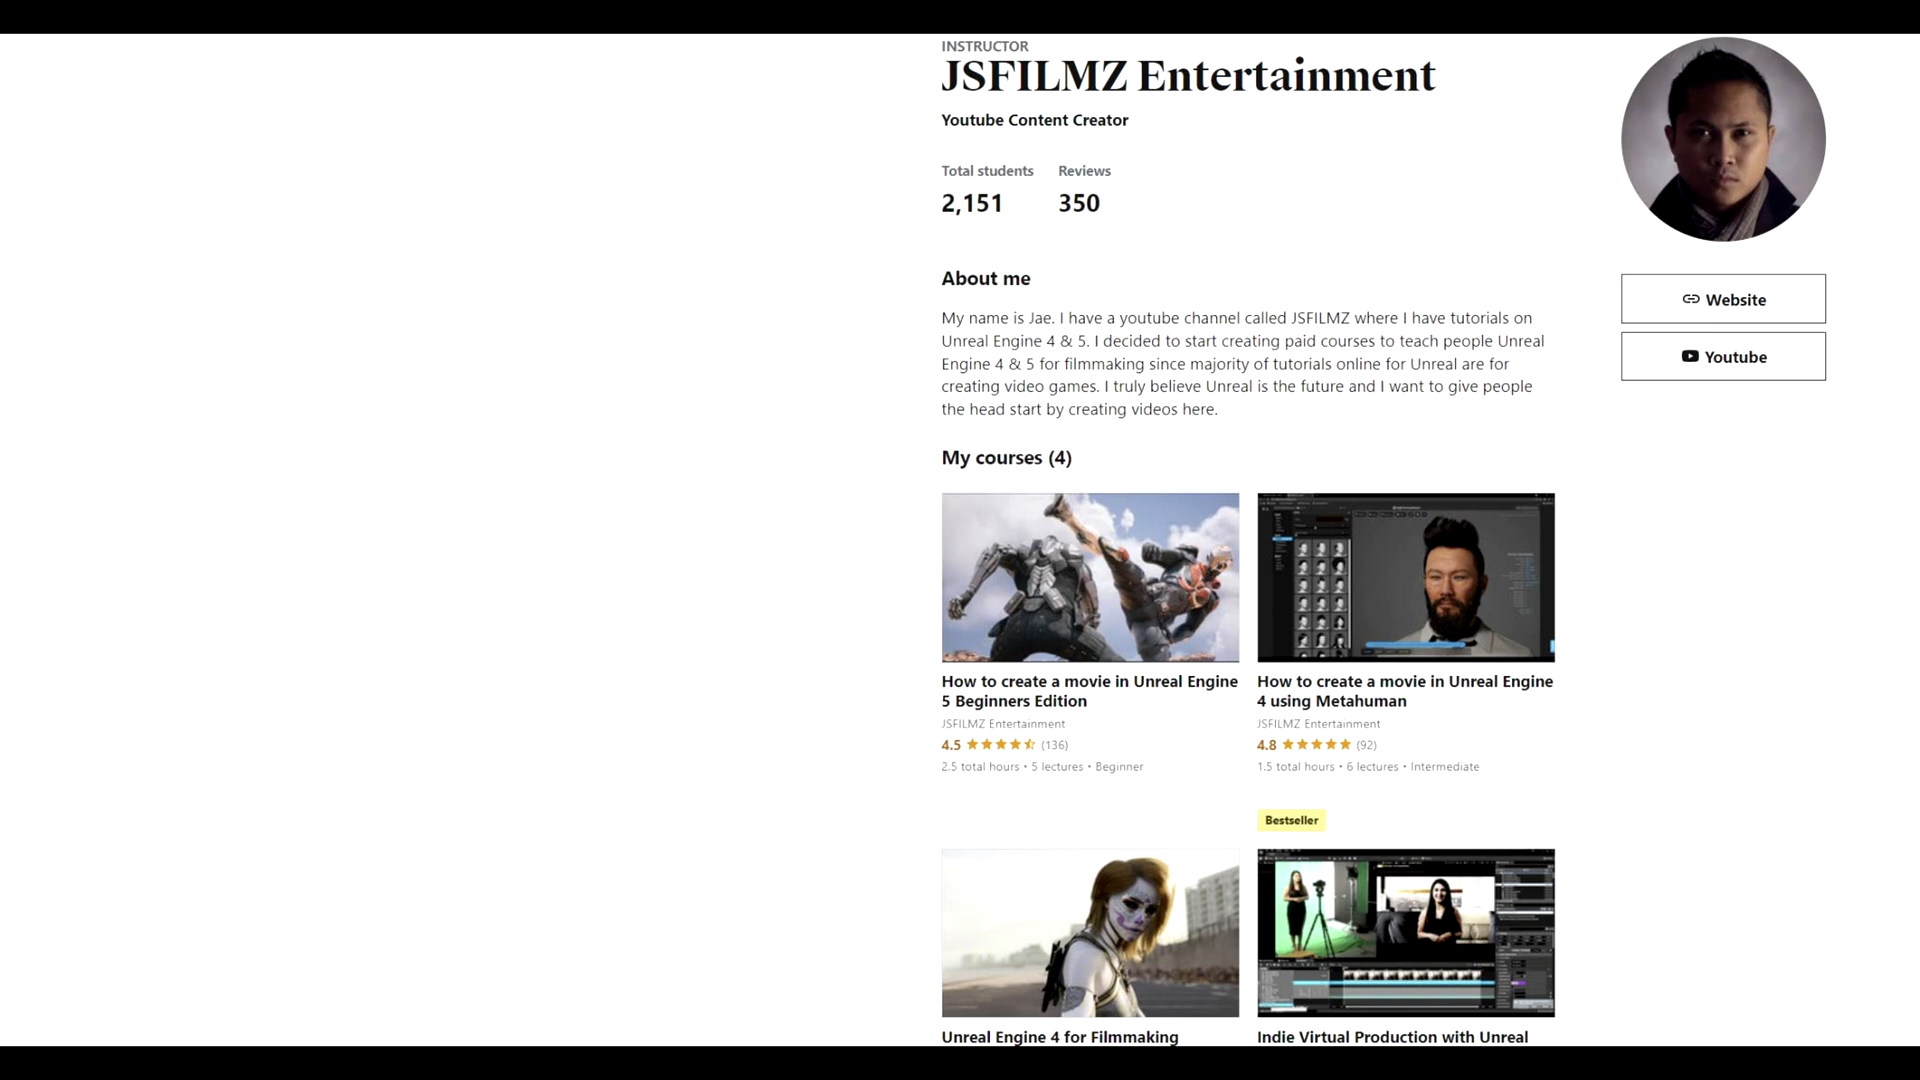 INSTRUCTOR
JSFILMZ Entertainment
Youtube Content Creator
Total students
Reviews
2,151
350
About me
My name is Jae. I have a youtube channel called JSFILMZ where I have tutorials on
Unreal Engine 4 & 5. I decided to start creating paid courses to teach people Unreal
Engine 4 & 5 for filmmaking since majority of tutorials online for Unreal are for
creating video games. I truly believe Unreal is the future and I want to give people
the head start by creating videos here.
Website
Youtube
My courses (4)
How to create a movie in Unreal Engine
5 Beginners Edition
JSFILMZ Entertainment
4.5 (136)
2.5 total hours • 5 lectures • Beginner
How to create a movie in Unreal Engine
4 using Metahuman
JSFILMZ Entertainment
4.8 (92)
1.5 total hours • 6 lectures • Intermediate
Bestseller
Unreal Engine 4 for Filmmaking
Indie Virtual Production with Unreal